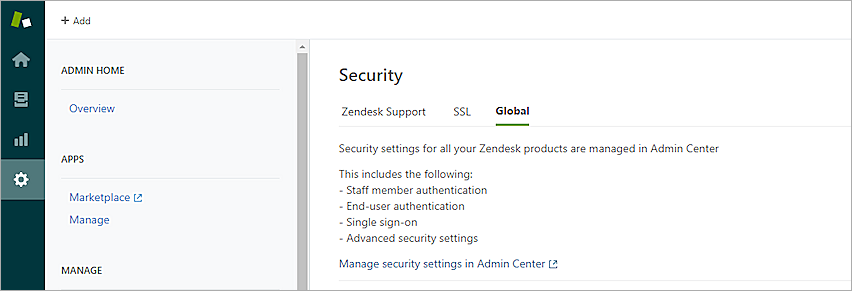 + Add
ADMIN HOME
Overview
APPS
Marketplace
Manage
MANAGE
Security
Zendesk Support SSL Global
Security settings for all your Zendesk products are managed in Admin Center
This includes the following:
- Staff member authentication
- End-user authentication
- Single sign-on
- Advanced security settings
Manage security settings in Admin Center